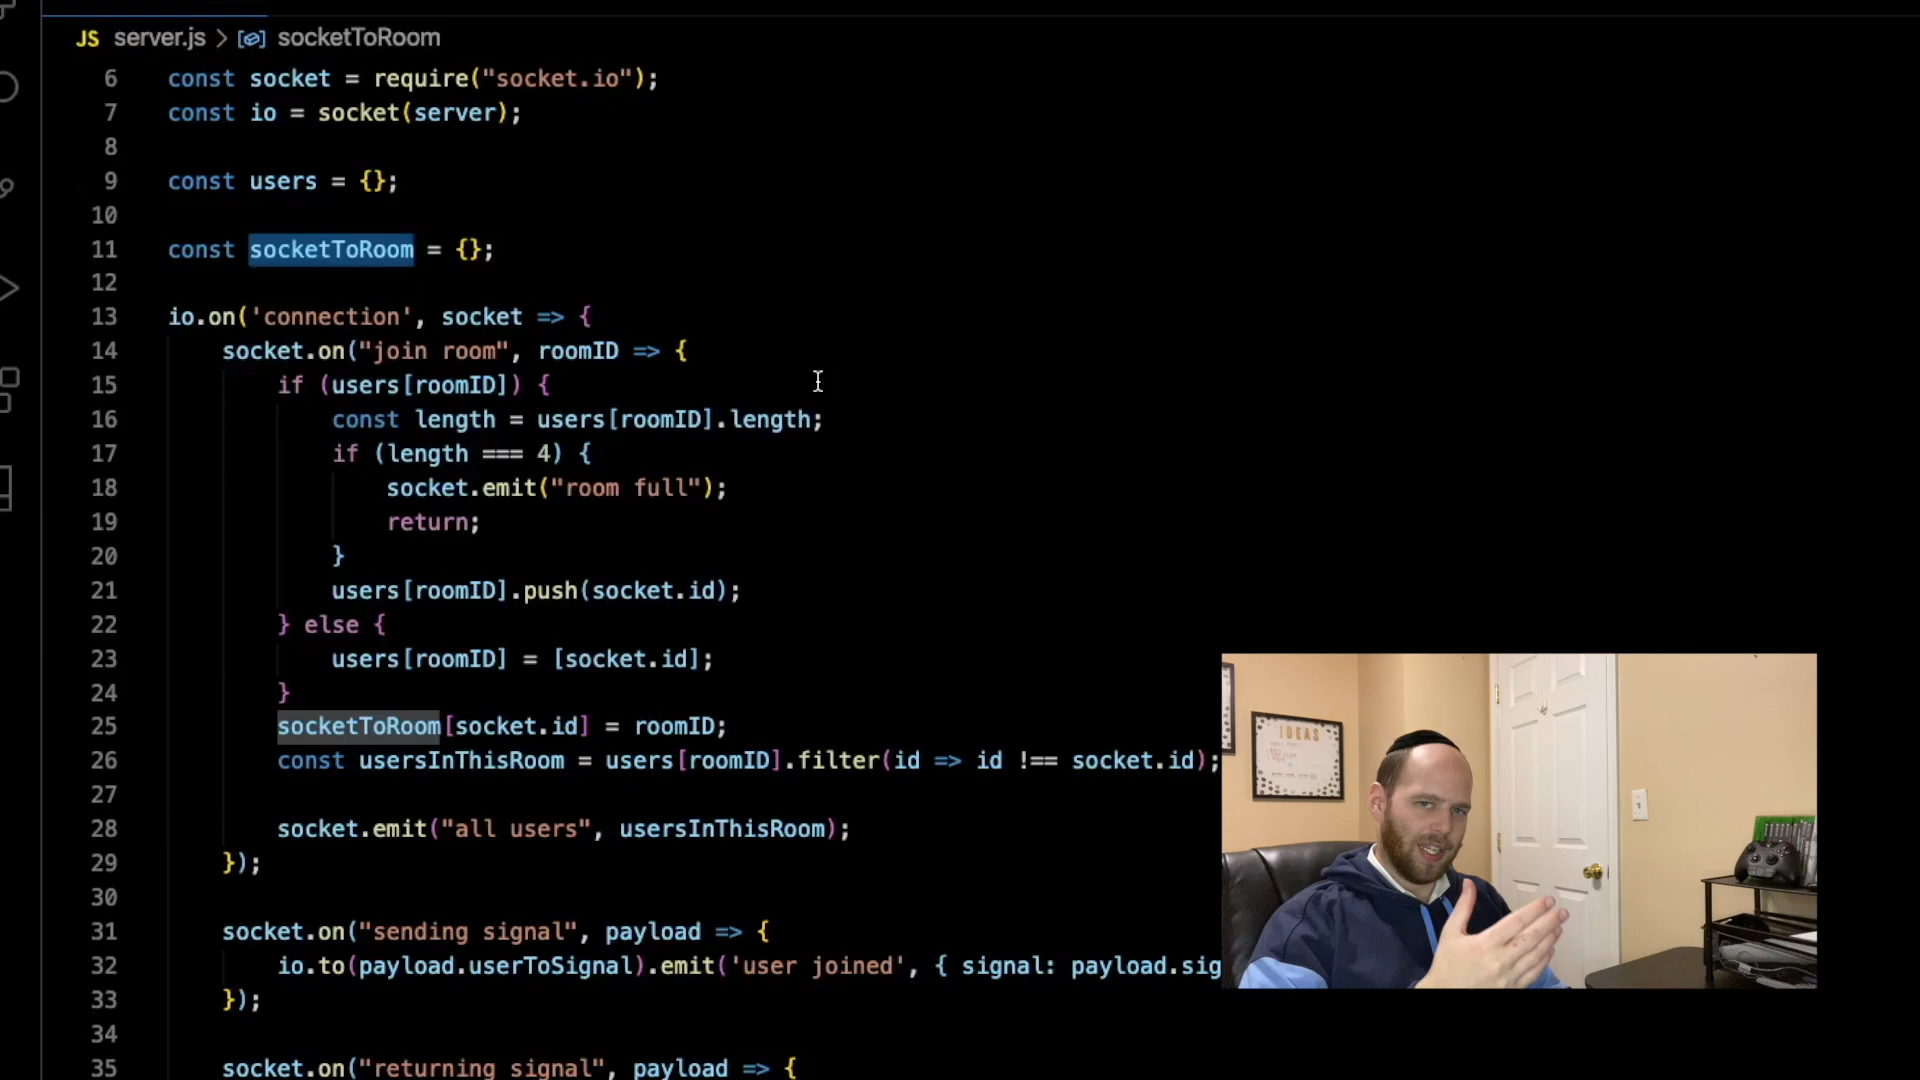 JS server.js > socketToRoom
6 const socket = require("socket.io");
7 const io = socket(server);
8
9 const users = {};
10
11 const socketToRoom = {};
12
13 io.on('connection', socket => {
14 socket.on("join room", roomID => {
15 if (users[roomID]) {
16 const length = users[roomID].length;
17 if (length === 4) {
18 socket.emit("room full");
19 return;
20 }
21 users[roomID].push(socket.id);
22 } else {
23 users[roomID] = [socket.id];
24 }
25 socketToRoom[socket.id] = roomID;
26 const usersInThisRoom = users[roomID].filter(id => id !== socket.id);
27
28 socket.emit("all users", usersInThisRoom);
29 });
30
31 socket.on("sending signal", payload => {
32 io.to(payload.userToSignal).emit('user joined', { signal: payload.sig
33 });
34
35 socket.on("returning signal", payload => {
IDEAS